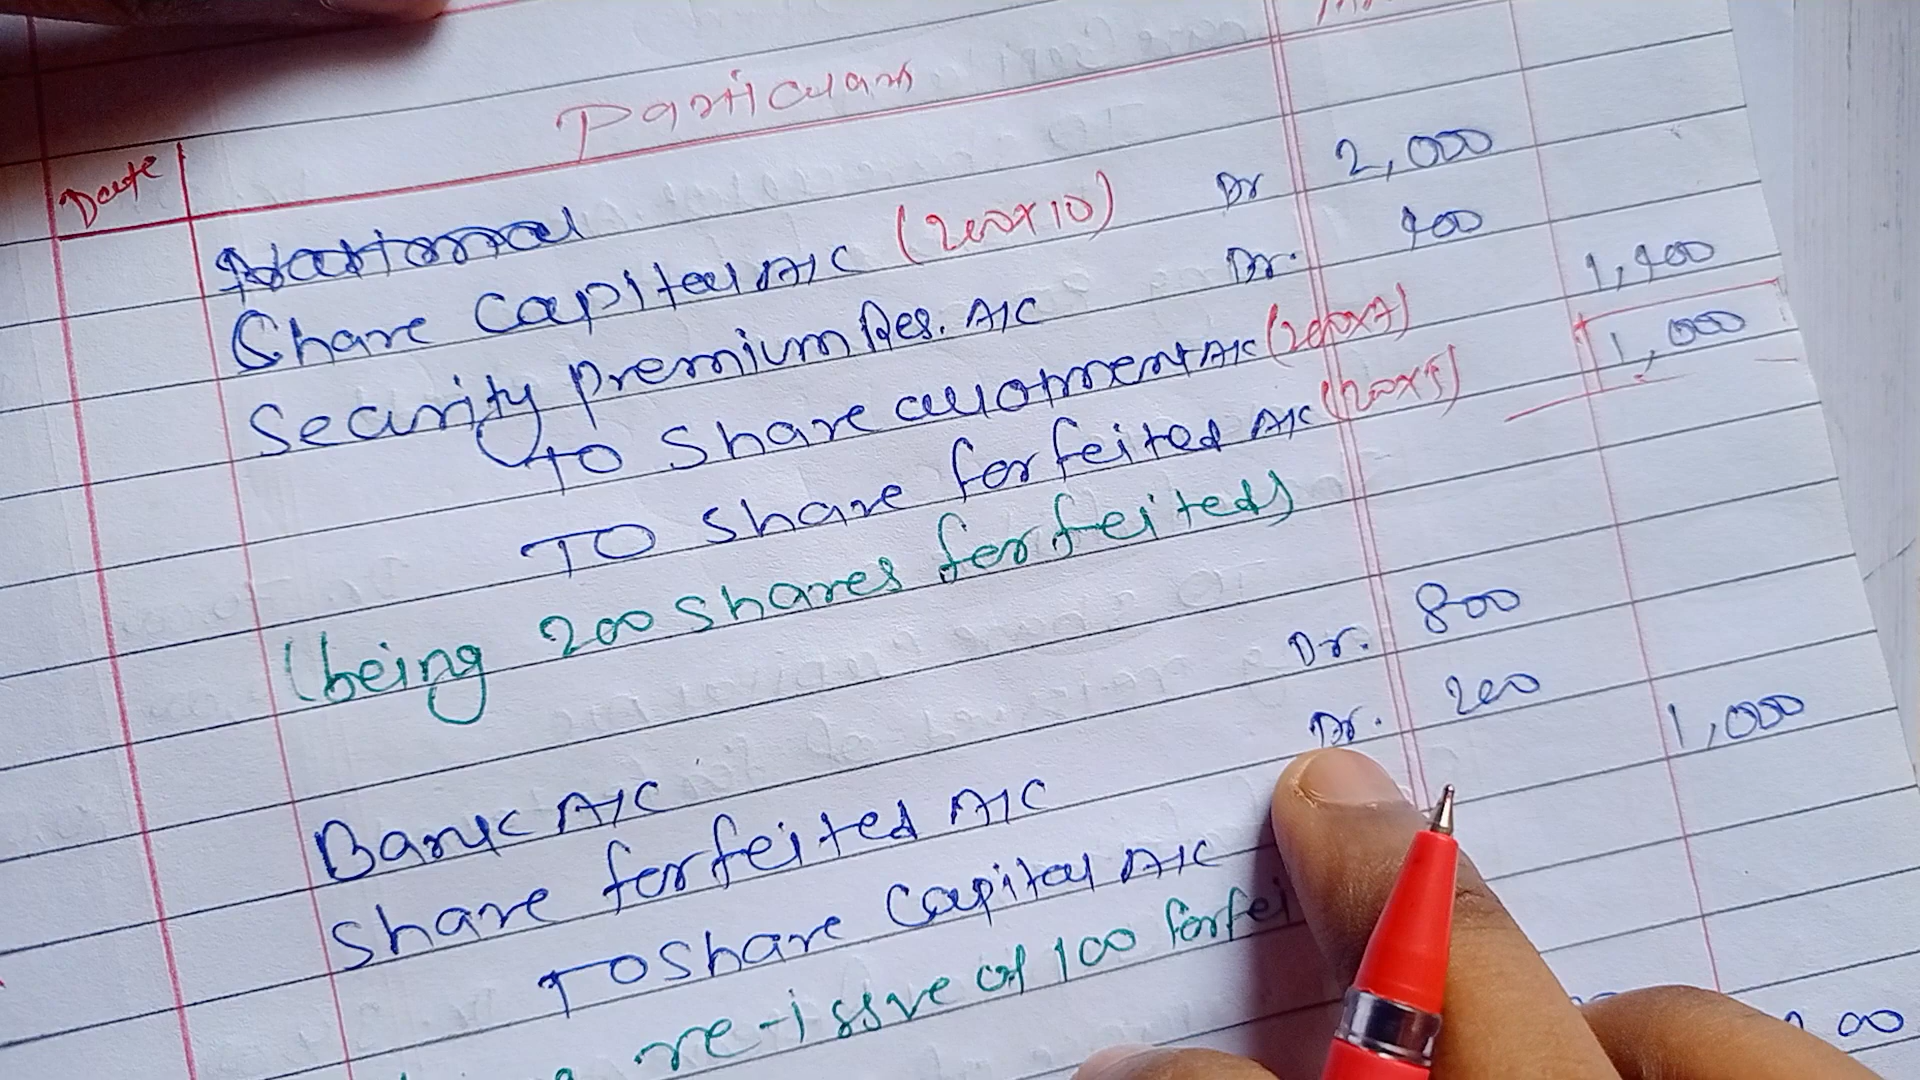 Date Particulars
National
Share Capital A/C (200x10) Dr 2,000
Security premium Res. A/C Dr. 400
To Share allotment A/C (200x7) 1,400
TO Share forfeited A/C (200x5) 1,000
(being 200 shares forfeited)
Bank A/C Dr. 800
Share forfeited A/C Dr. 200
TO Share Capital A/C 1,000
re-issue of 100 forfei